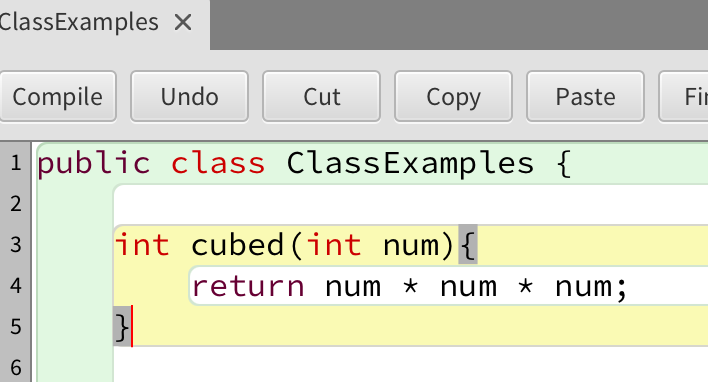 ClassExamples ×
Compile Undo Cut Copy Paste
1 public class ClassExamples {
2
3 int cubed(int num){
4 return num * num * num;
5 }
6